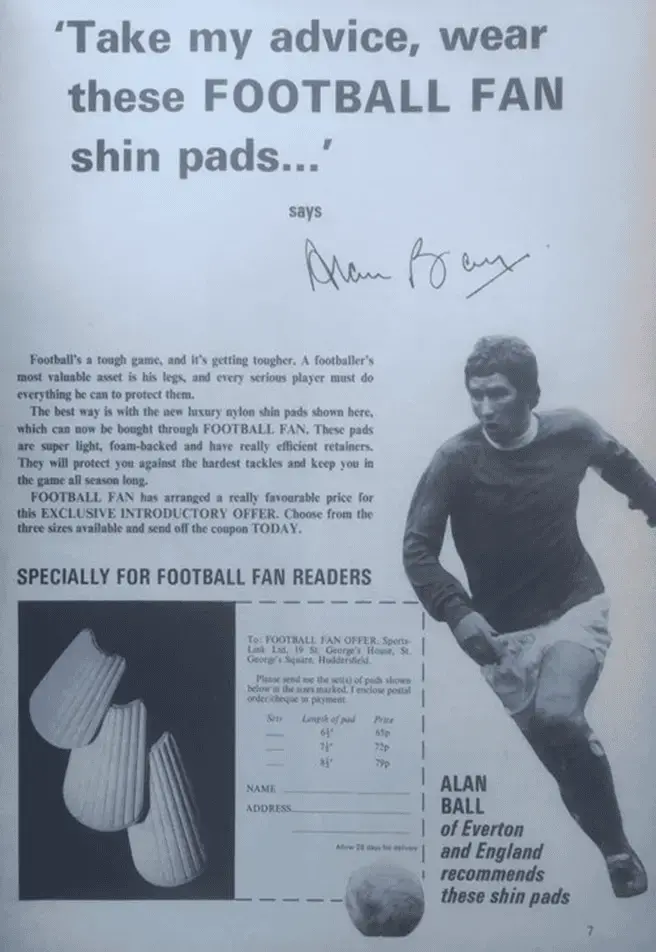 ‘Take my advice, wear
these FOOTBALL FAN
shin pads...’
says
Alan Ball
Football's a tough game, and it's getting tougher. A footballer's
most valuable asset is his legs, and every serious player must do
everything he can to protect them.
The best way is with the new luxury nylon shin pads shown here,
which can now be bought through FOOTBALL FAN. These pads
are super light, foam-backed and have really efficient retainers.
They will protect you against the hardest tackles and keep you in
the game all season long.
FOOTBALL FAN has arranged a really favourable price for
this EXCLUSIVE INTRODUCTORY OFFER. Choose from the
three sizes available and send off the coupon TODAY.
SPECIALLY FOR FOOTBALL FAN READERS
To: FOOTBALL FAN OFFER, Sports-
Link Ltd, 19 St. George's House, St.
George's Square, Huddersfield.
Please send me the set(s) of pads shown
below in the sizes marked. I enclose postal
order/cheque in payment
Size Length of pad Price
6½" 65p
7½" 72p
8½" 79p
NAME
ADDRESS
Allow 28 days for delivery
ALAN
BALL
of Everton
and England
recommends
these shin pads
7